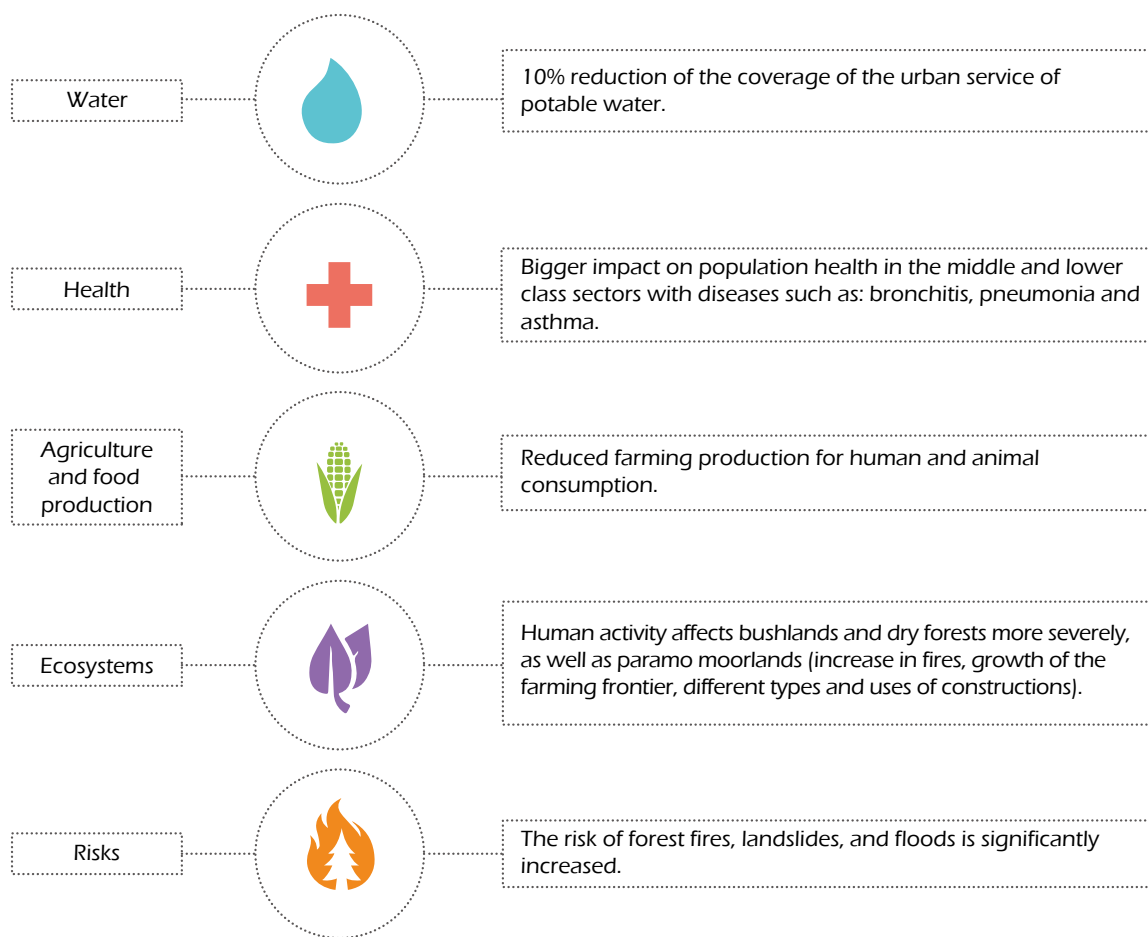 Water
10% reduction of the coverage of the urban service of
potable water.
Health
Bigger impact on population health in the middle and lower
class sectors with diseases such as: bronchitis, pneumonia and
asthma.
Agriculture
and food
production
Reduced farming production for human and animal
consumption.
Ecosystems
Human activity affects bushlands and dry forests more severely,
as well as paramo moorlands (increase in fires, growth of the
farming frontier, different types and uses of constructions).
Risks
The risk of forest fires, landslides, and floods is significantly
increased.